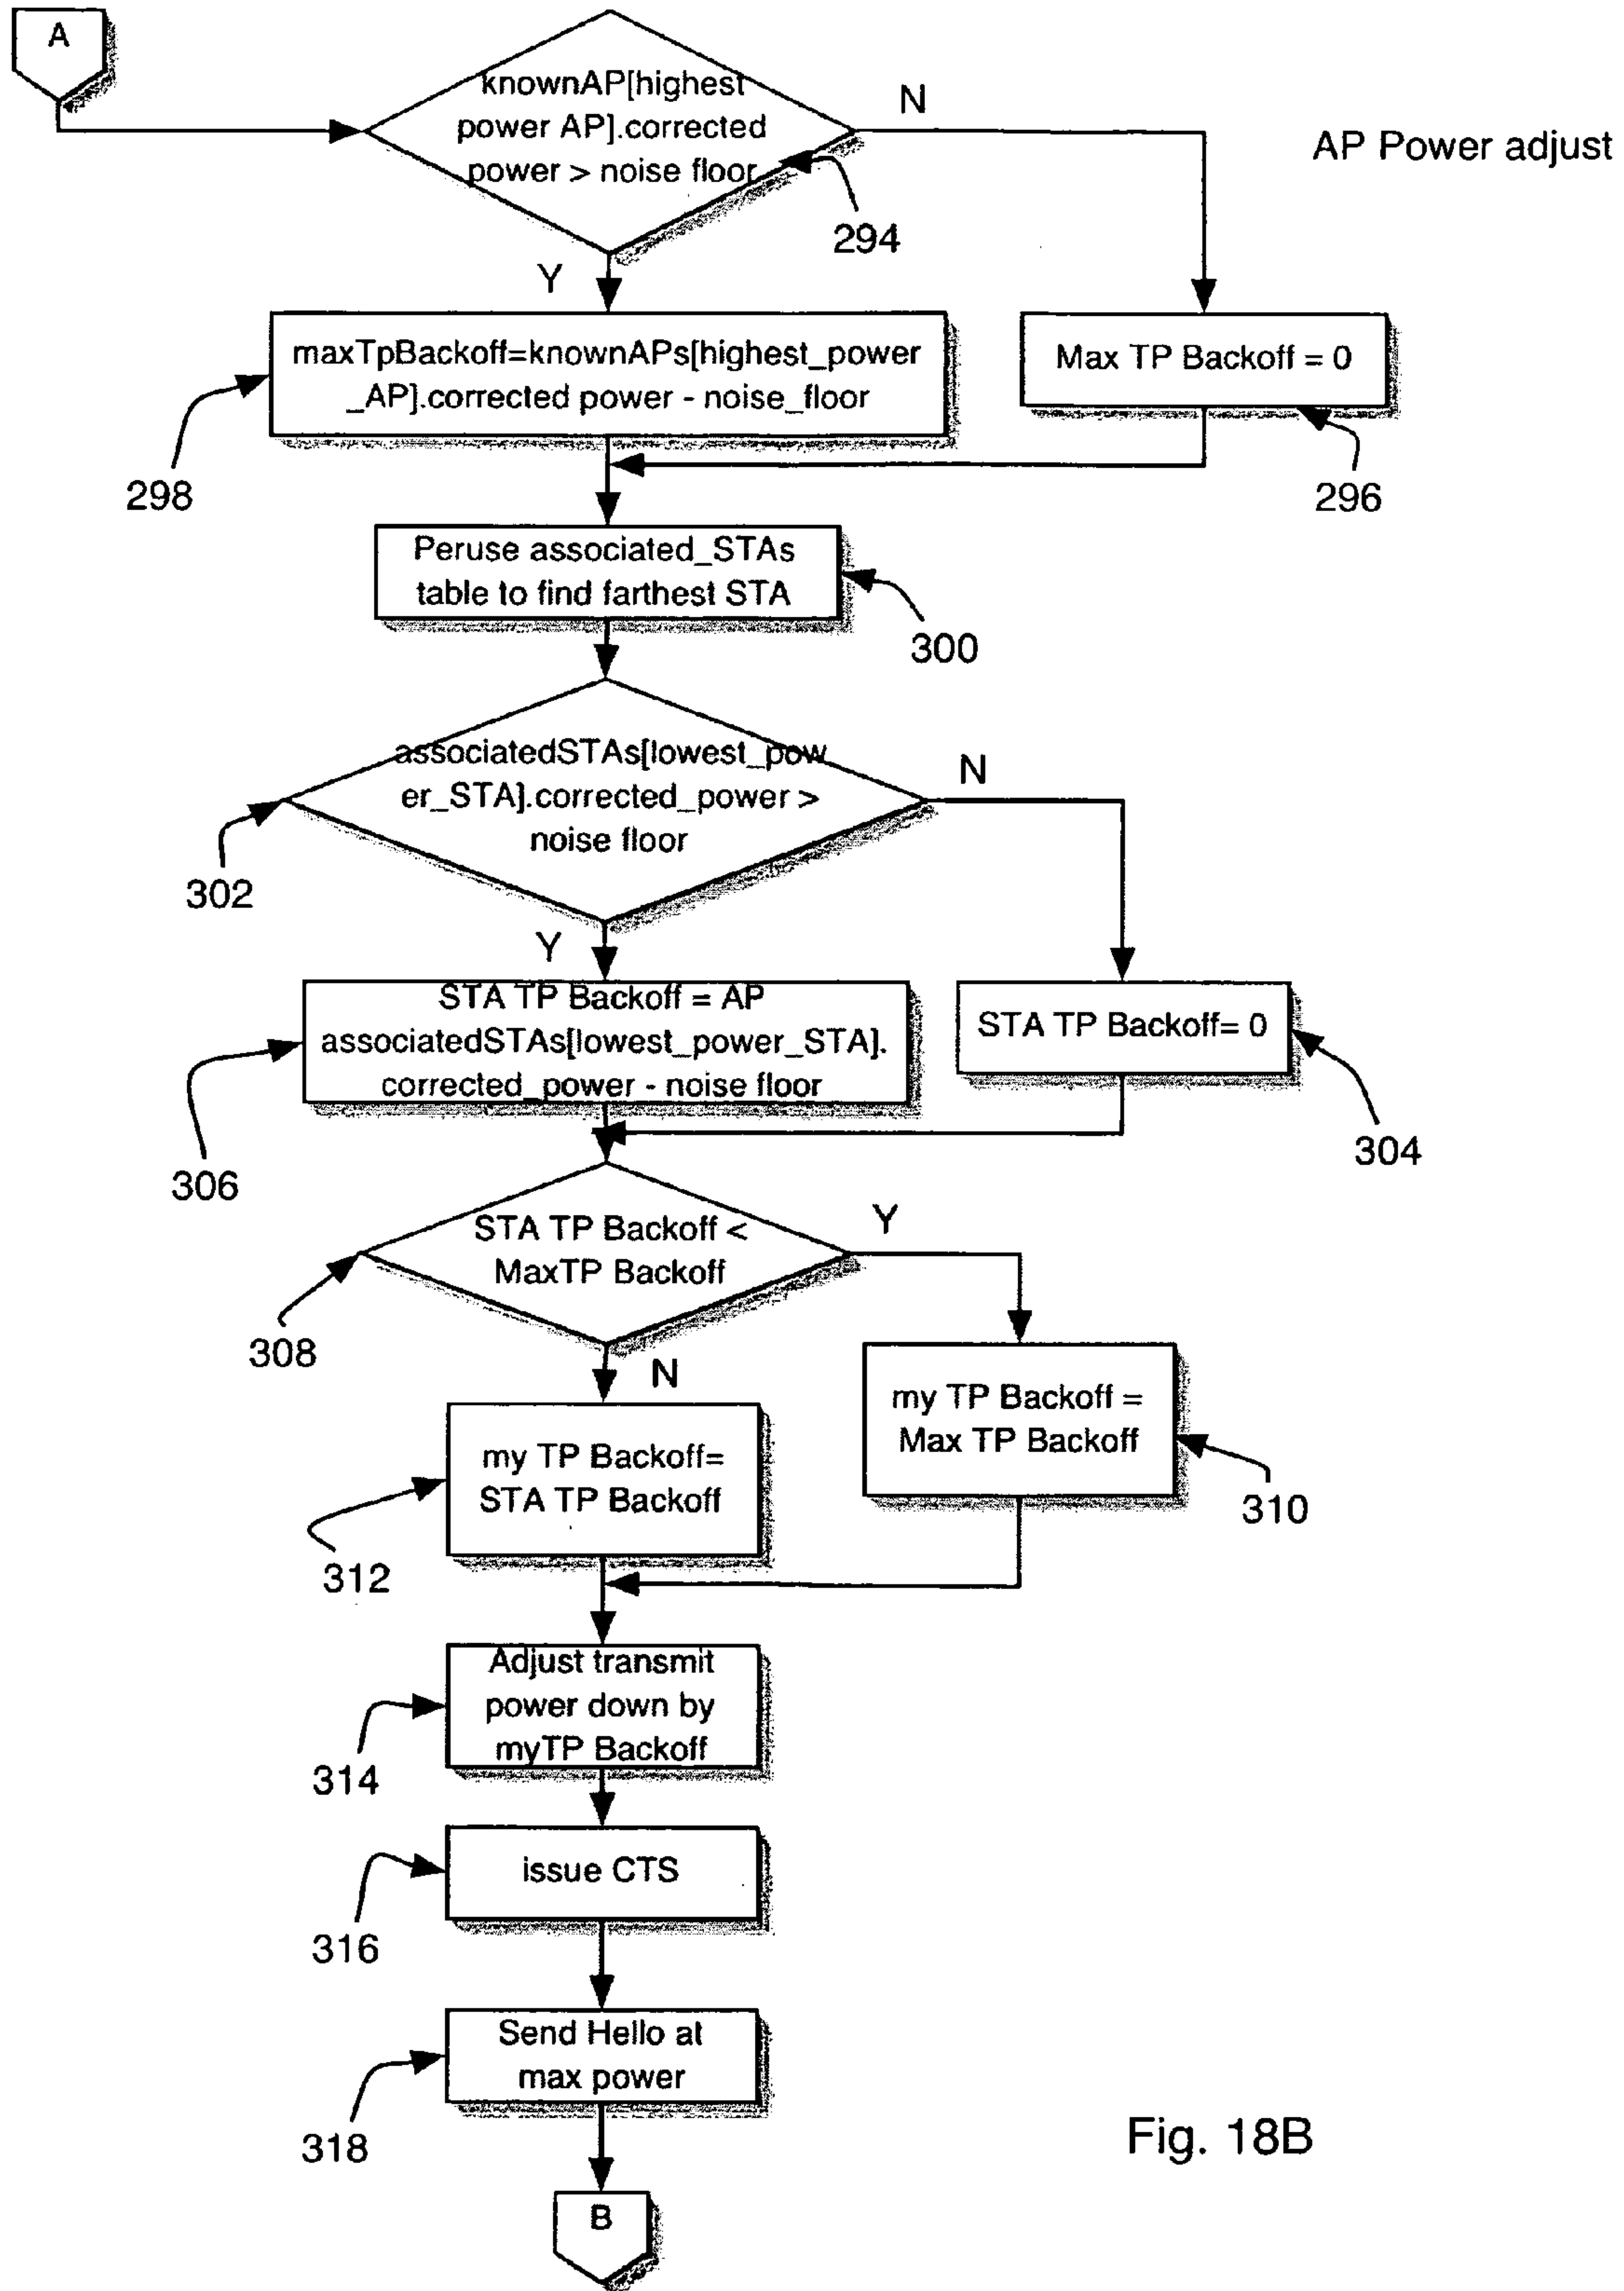 A
knownAP[highest
power AP].corrected
power > noise floor
N
AP Power adjust
294
Y
maxTpBackoff=knownAPs[highest_power
_AP].corrected power - noise_floor
Max TP Backoff = 0
298
296
Peruse associated_STAs
table to find farthest STA
300
associatedSTAs[lowest_pow
er_STA].corrected_power >
noise floor
N
302
Y
STA TP Backoff = AP
associatedSTAs[lowest_power_STA].
corrected_power - noise floor
STA TP Backoff= 0
306
304
STA TP Backoff <
MaxTP Backoff
Y
308
N
my TP Backoff =
Max TP Backoff
my TP Backoff=
STA TP Backoff
310
312
Adjust transmit
power down by
myTP Backoff
314
issue CTS
316
Send Hello at
max power
318
Fig. 18B
B